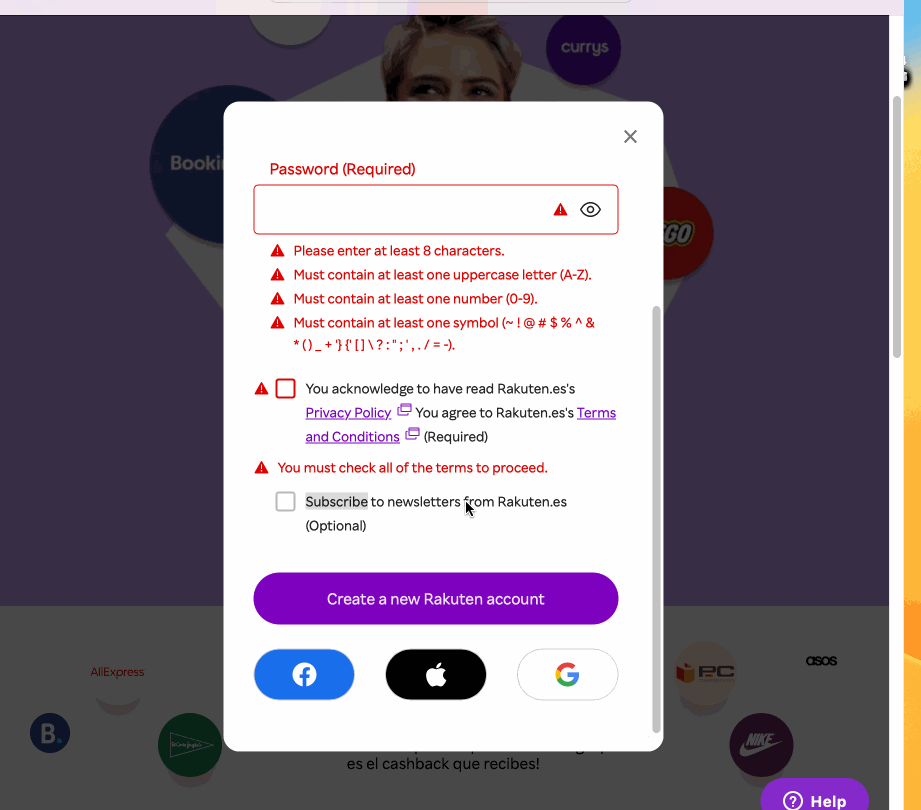 currys
Bookin
GO
Password (Required)
Please enter at least 8 characters.
Must contain at least one uppercase letter (A-Z).
Must contain at least one number (0-9).
Must contain at least one symbol (~ ! @ # $ % ^ &
* ( ) _ + '} {' [ ] \ ? : " ; ' , . / = -).
You acknowledge to have read Rakuten.es's
Privacy Policy You agree to Rakuten.es's Terms
and Conditions (Required)
You must check all of the terms to proceed.
Subscribe to newsletters from Rakuten.es
(Optional)
Create a new Rakuten account
AliExpress
PC
asos
B.
El Corte Inglés
NIKE
es el cashback que recibes!
Help